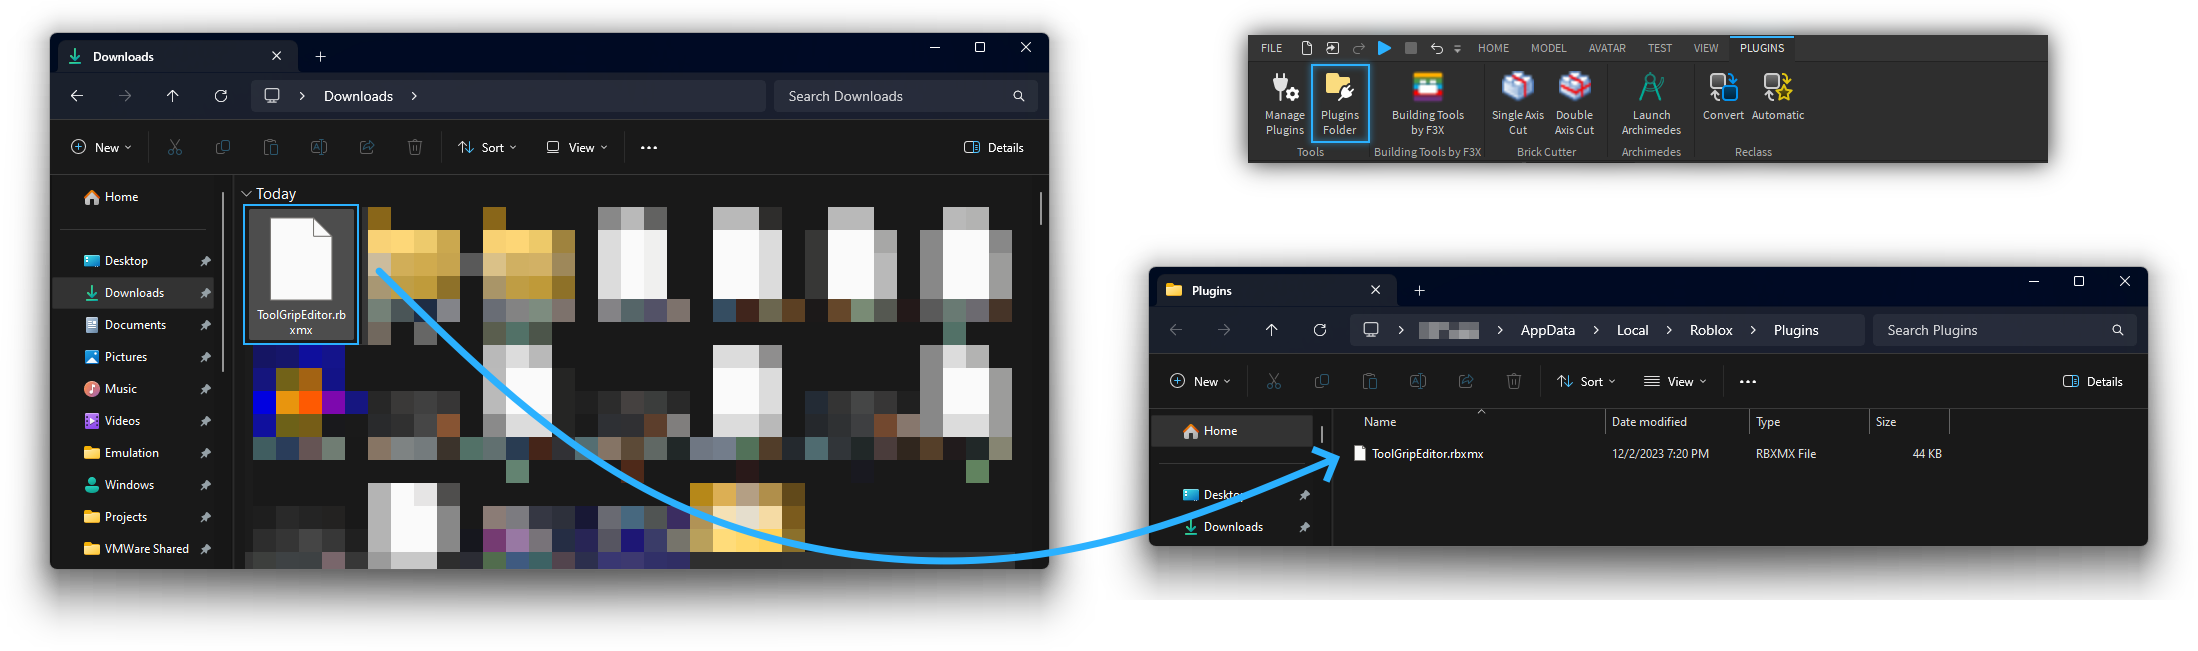 Downloads
Downloads
Search Downloads
New
Sort
View
Details
Home
Desktop
Downloads
Documents
Pictures
Music
Videos
Emulation
Windows
Projects
VMWare Shared
Today
ToolGripEditor.rb
xmx
FILE HOME MODEL AVATAR TEST VIEW PLUGINS
Manage
Plugins
Plugins
Folder
Building Tools
by F3X
Single Axis
Cut
Double
Axis Cut
Launch
Archimedes
Convert
Automatic
Tools
Building Tools by F3X
Brick Cutter
Archimedes
Reclass
Plugins
AppData Local Roblox Plugins
Search Plugins
New
Sort
View
Details
Home
Desktop
Downloads
Name Date modified Type Size
ToolGripEditor.rbxmx 12/2/2023 7:20 PM RBXMX File 44 KB